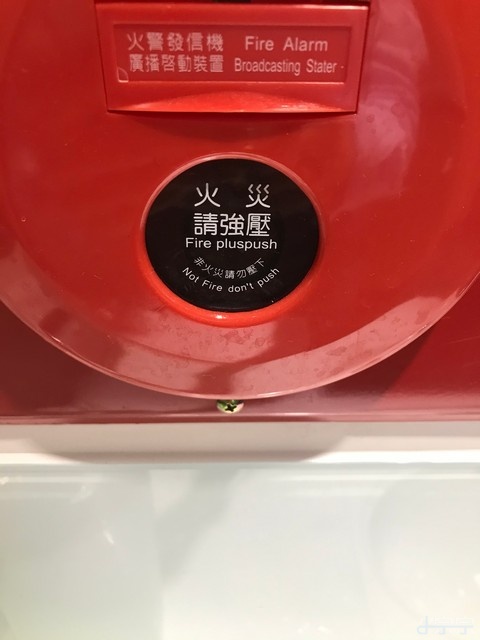 火警發信機 Fire Alarm
廣播啓動裝置 Broadcasting Stater
火 災
請強壓
Fire pluspush
非火災請勿壓下
Not Fire don't push